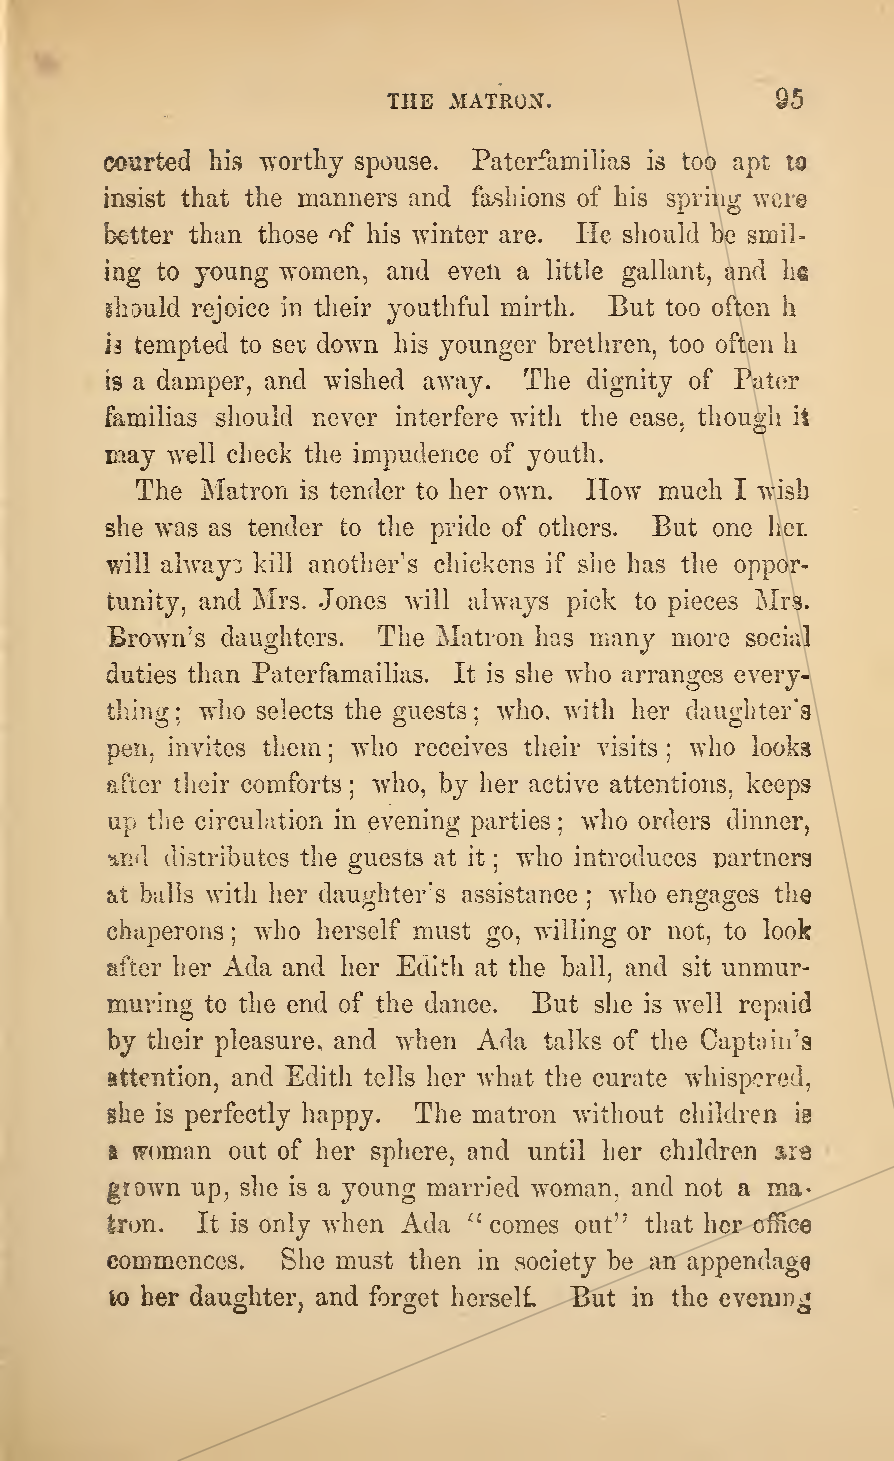 THE MATRON. 95
courted his worthy spouse. Paterfamilias is too apt to
insist that the manners and fashions of his spring were
better than those of his winter are. He should be smil-
ing to young women, and even a little gallant, and he
should rejoice in their youthful mirth. But too often h
is tempted to set down his younger brethren, too often h
is a damper, and wished away. The dignity of Pater
familias should never interfere with the ease, though it
may well check the impudence of youth.
The Matron is tender to her own. How much I wish
she was as tender to the pride of others. But one hen
will always kill another's chickens if she has the oppor-
tunity, and Mrs. Jones will always pick to pieces Mrs.
Brown's daughters. The Matron has many more social
duties than Paterfamailias. It is she who arranges every-
thing; who selects the guests; who, with her daughter's
pen, invites them; who receives their visits; who looks
after their comforts; who, by her active attentions, keeps
up the circulation in evening parties; who orders dinner,
and distributes the guests at it; who introduces partners
at balls with her daughter's assistance; who engages the
chaperons; who herself must go, willing or not, to look
after her Ada and her Edith at the ball, and sit unmur-
muring to the end of the dance. But she is well repaid
by their pleasure, and when Ada talks of the Captain's
attention, and Edith tells her what the curate whispered,
she is perfectly happy. The matron without children is
a woman out of her sphere, and until her children are
grown up, she is a young married woman, and not a ma-
tron. It is only when Ada "comes out" that her office
commences. She must then in society be an appendage
to her daughter, and forget herself. But in the evening